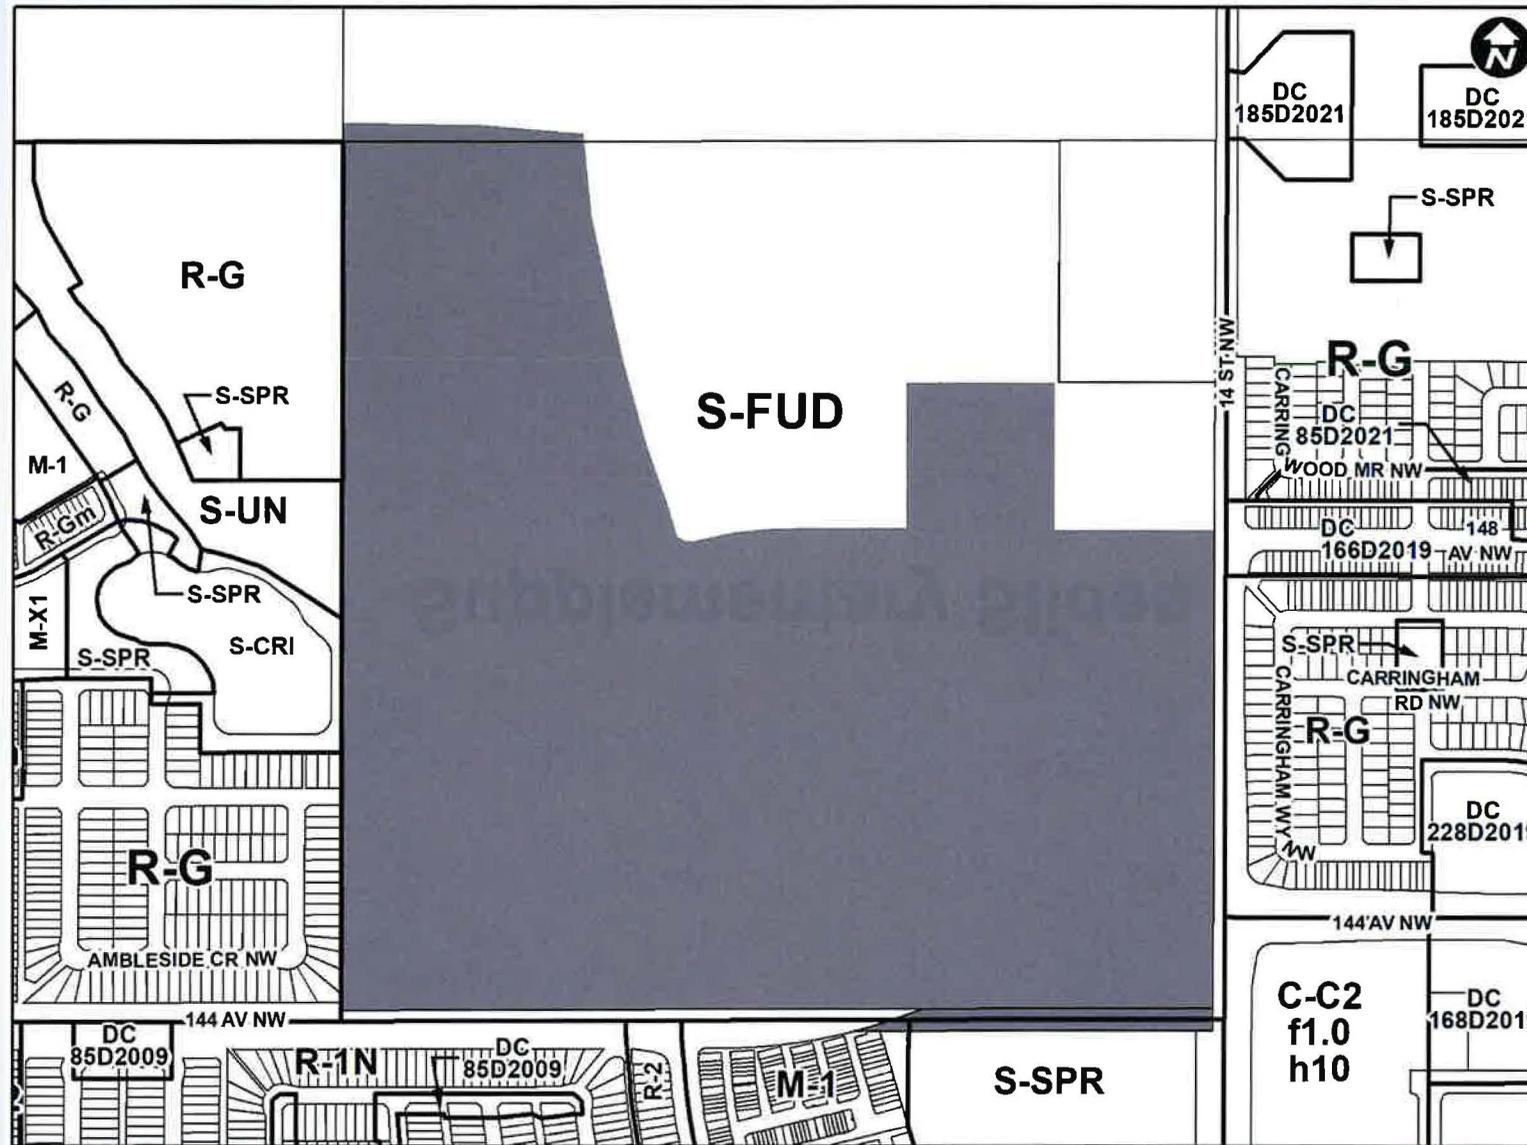 N
DC
185D2021
DC
185D202
S-SPR
R-G
S-SPR
R-G
S-FUD
14 ST NW
R-G
CARRING
DC
85D2021
WOOD MR NW
M-1
S-UN
R-Gm
DC
166D2019
148
AV NW
S-SPR
M-X1
S-CRI
S-SPR
S-SPR
CARRINGHAM
RD NW
CARRINGHAM WY NW
R-G
DC
228D201
R-G
AMBLESIDE CR NW
144 AV NW
144 AV NW
C-C2
f1.0
h10
DC
168D201
DC
85D2009
R-1N
DC
85D2009
R-2
M-1
S-SPR